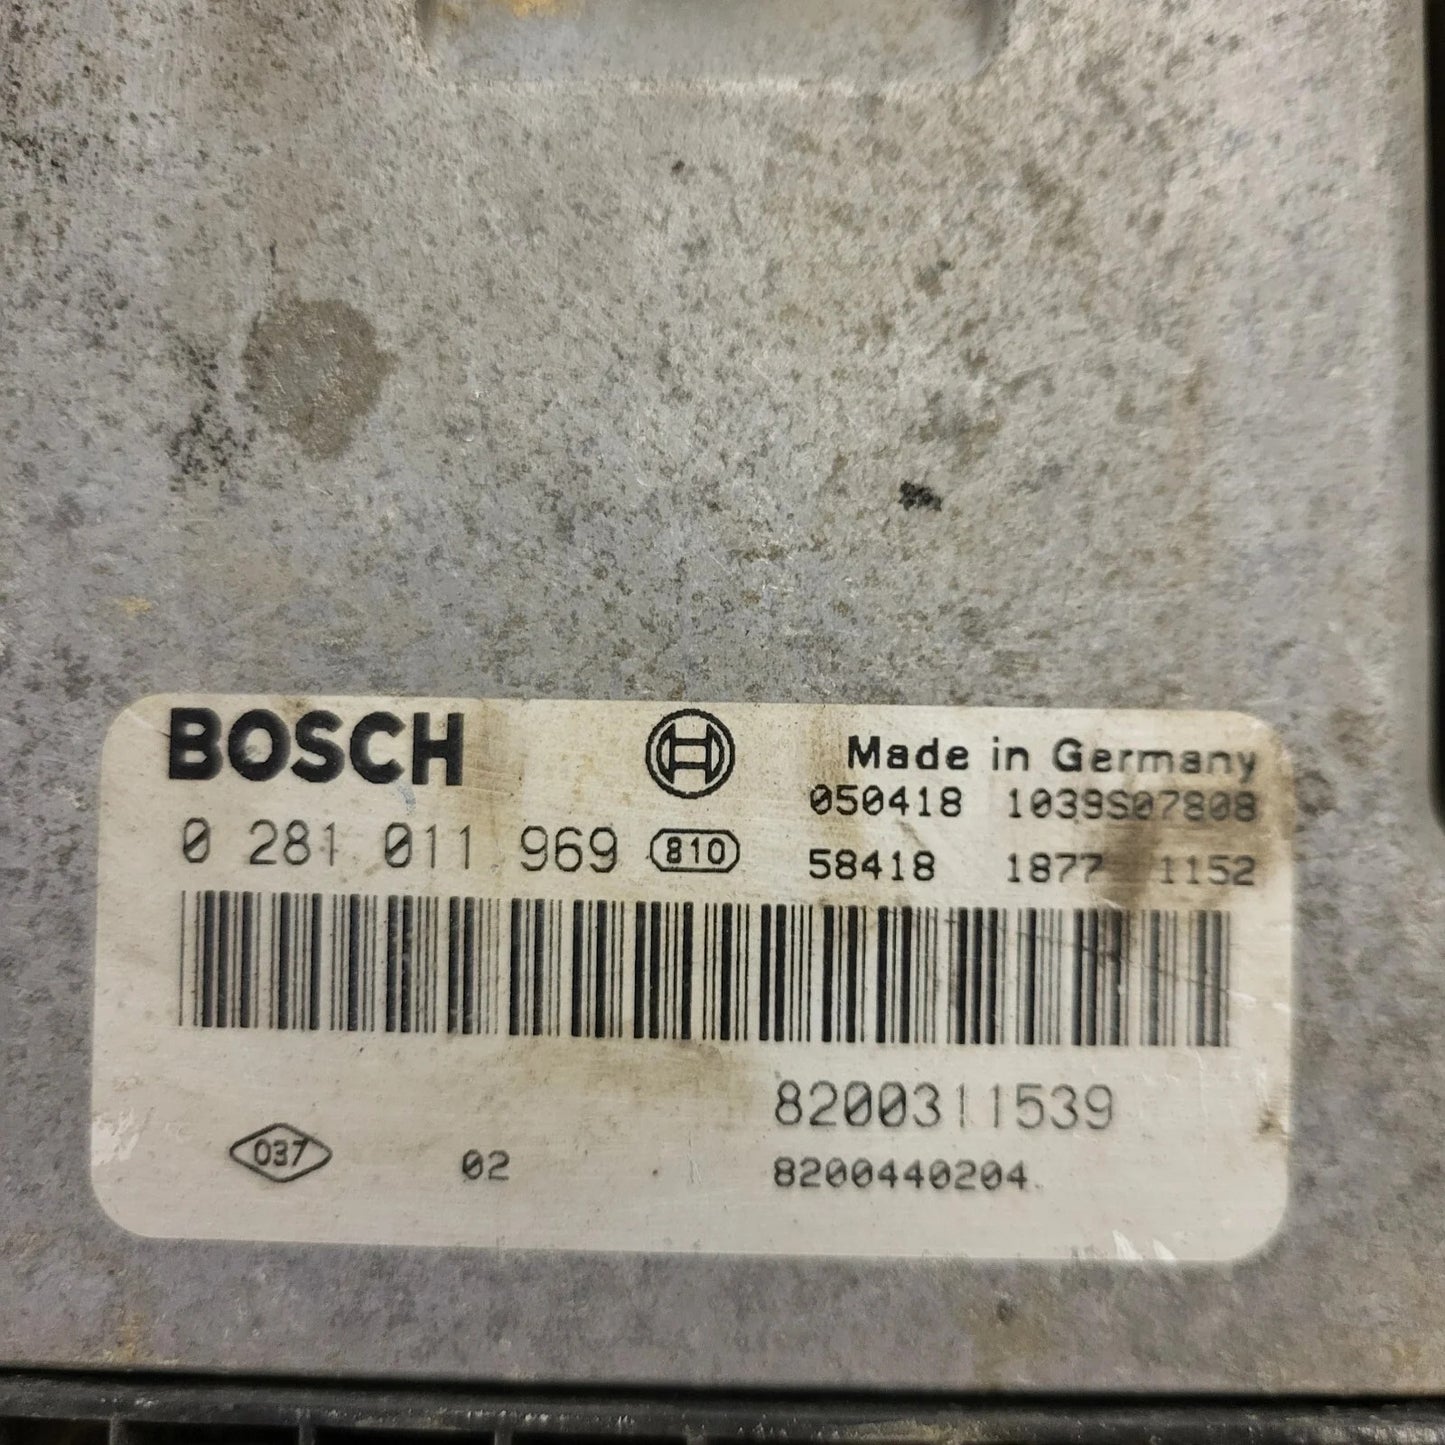 BOSCH
Made in Germany
050418 1039S07808
0 281 011 969 810
58418 1877 1152
8200311539
037 02 8200440204